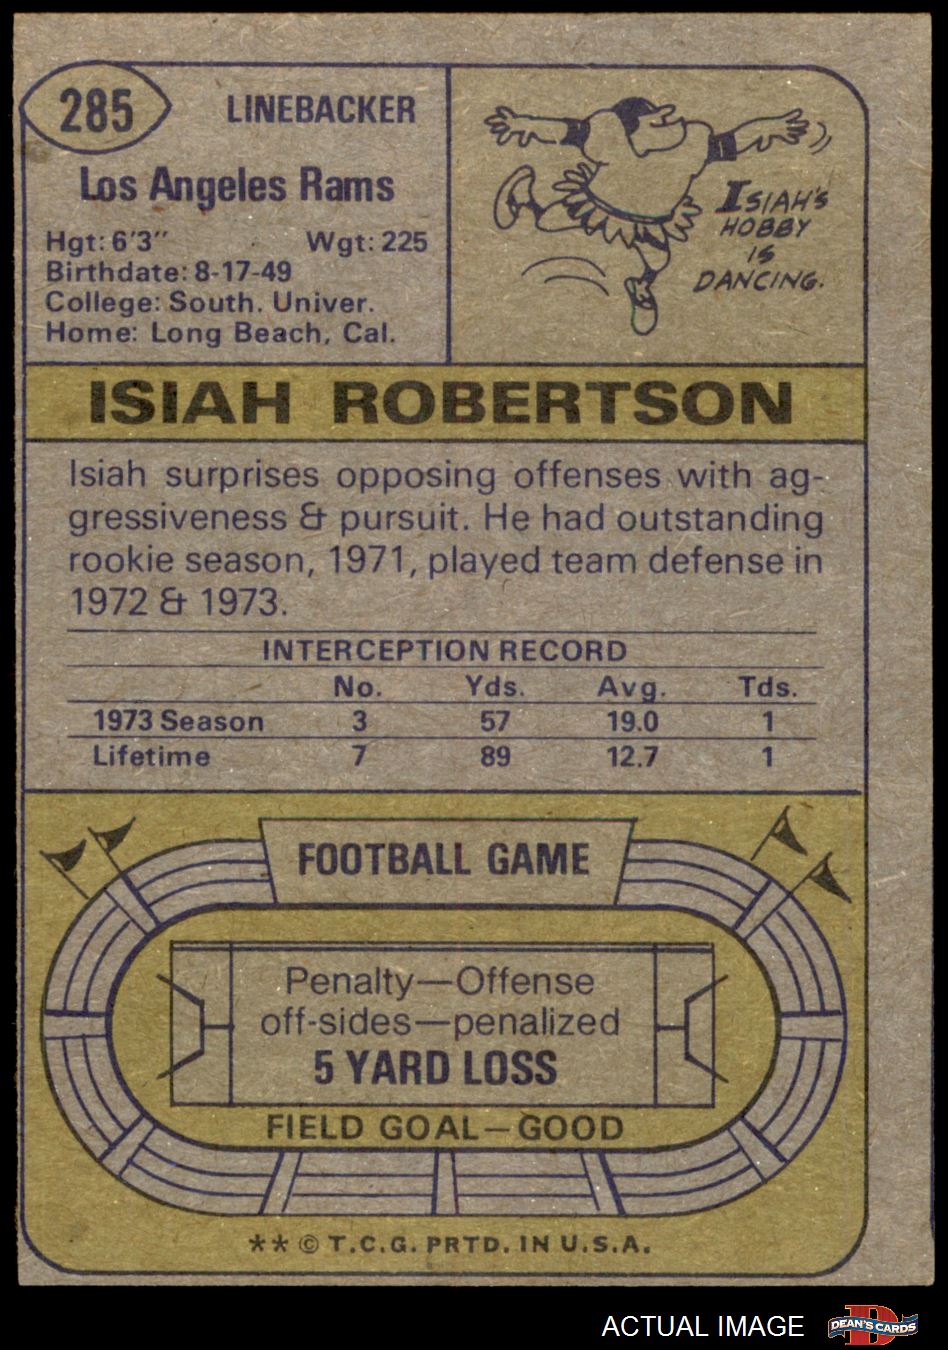 285
LINEBACKER
Los Angeles Rams
Hgt: 6'3" Wgt: 225
Birthdate: 8-17-49
College: South. Univer.
Home: Long Beach, Cal.
ISIAH'S
HOBBY
IS
DANCING.
ISIAH ROBERTSON
Isiah surprises opposing offenses with ag-
gressiveness & pursuit. He had outstanding
rookie season, 1971, played team defense in
1972 & 1973.
INTERCEPTION RECORD
No. Yds. Avg. Tds.
1973 Season 3 57 19.0 1
Lifetime 7 89 12.7 1
FOOTBALL GAME
Penalty—Offense
off-sides—penalized
5 YARD LOSS
FIELD GOAL—GOOD
** © T.C.G. PRTD. IN U.S.A.
ACTUAL IMAGE
D
DEAN'S CARDS